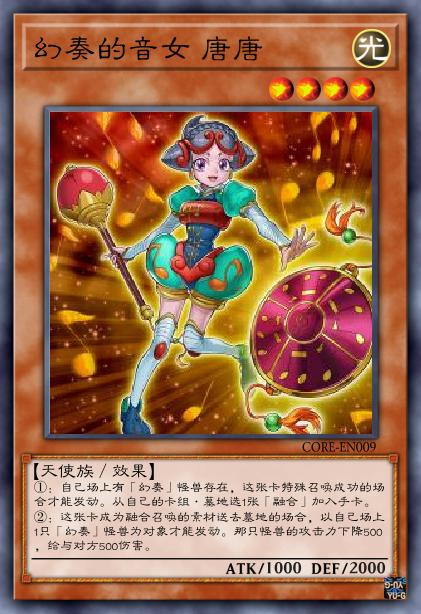 幻奏的音女 唐唐
光
CORE-EN009
【天使族/效果】
①：自己场上有「幻奏」怪兽存在，这张卡特殊召唤成功的场
合才能发动。从自己的卡组·墓地选1张「融合」加入手卡。
②：这张卡成为融合召唤的素材送去墓地的场合，以自己场上
1只「幻奏」怪兽为对象才能发动。那只怪兽的攻击力下降500
，给与对方500伤害。
ATK/1000 DEF/2000